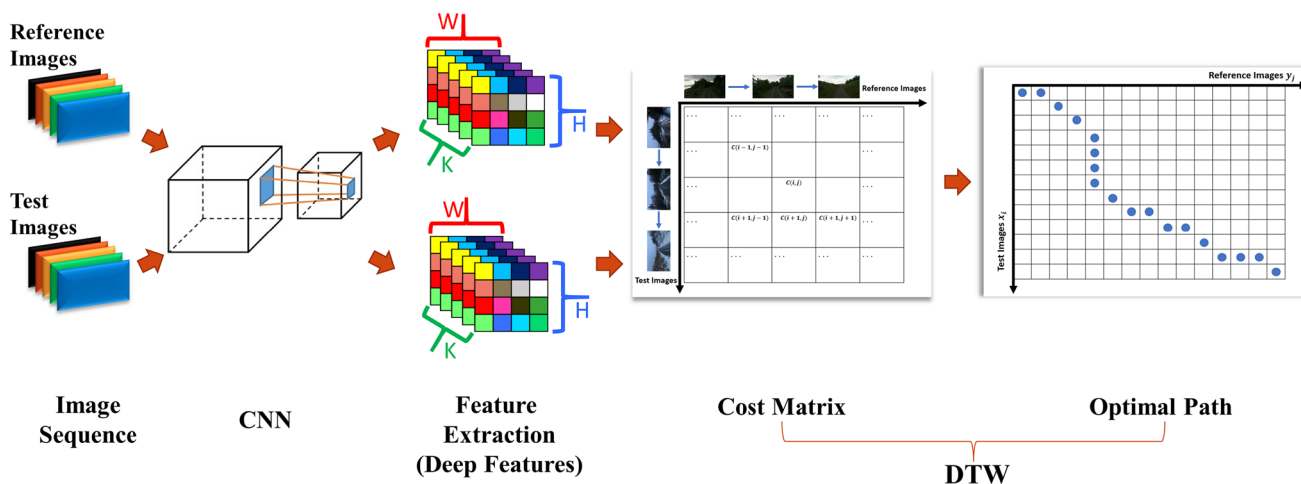 Reference
Images
Test
Images
W
H
K
W
H
K
Reference Images
Test Images
. . . . . . . . . . . . . . .
. . . C(i − 1, j − 1) . . .
. . . C(i, j) . . .
. . . C(i + 1, j − 1) C(i + 1, j) C(i + 1, j + 1) . . .
. . . . . . . . . . . . . . .
Reference Images y_j
Test Images x_i
Image
Sequence
CNN
Feature
Extraction
(Deep Features)
Cost Matrix
Optimal Path
DTW